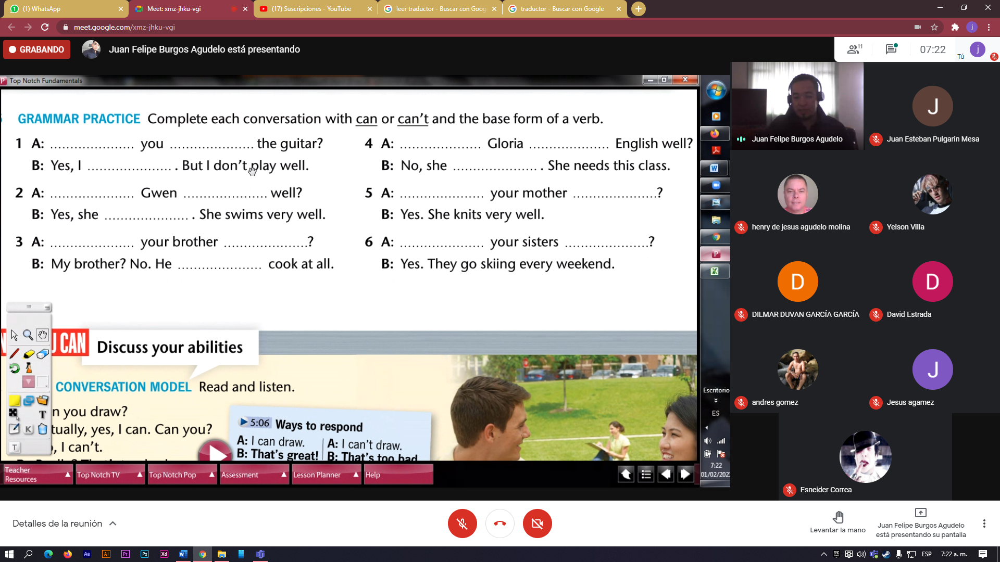 (1) WhatsApp
Meet: xmz-jhku-vgi
(17) Suscripciones - YouTube
leer traductor - Buscar con Goog
traductor - Buscar con Google
meet.google.com/xmz-jhku-vgi
j
GRABANDO
Juan Felipe Burgos Agudelo está presentando
11
07:22
Tú
j
Top Notch Fundamentals
GRAMMAR PRACTICE Complete each conversation with can or can't and the base form of a verb.
1 A: .................... you .................... the guitar?
B: Yes, I .................... . But I don't play well.
2 A: .................... Gwen .................... well?
B: Yes, she .................... . She swims very well.
3 A: .................... your brother ....................?
B: My brother? No. He .................... cook at all.
4 A: .................... Gloria .................... English well?
B: No, she .................... . She needs this class.
5 A: .................... your mother ....................?
B: Yes. She knits very well.
6 A: .................... your sisters ....................?
B: Yes. They go skiing every weekend.
CAN
Discuss your abilities
CONVERSATION MODEL Read and listen.
n you draw?
tually, yes, I can. Can you?
, I can't.
5:06 Ways to respond
A: I can draw.
B: That's great!
A: I can't draw.
B: That's too bad
T
K
T
Teacher Resources
Top Notch TV
Top Notch Pop
Assessment
Lesson Planner
Help
Escritorio
ES
7:22
01/02/202
Juan Felipe Burgos Agudelo
J
Juan Esteban Pulgarin Mesa
henry de jesus agudelo molina
Yeison Villa
D
DILMAR DUVAN GARCÍA GARCÍA
D
David Estrada
andres gomez
J
Jesus agamez
Esneider Correa
Detalles de la reunión
Levantar la mano
Juan Felipe Burgos Agudelo
está presentando su pantalla
Ae
Ai
Pr
Ps
Xd
ESP
7:22 a. m.